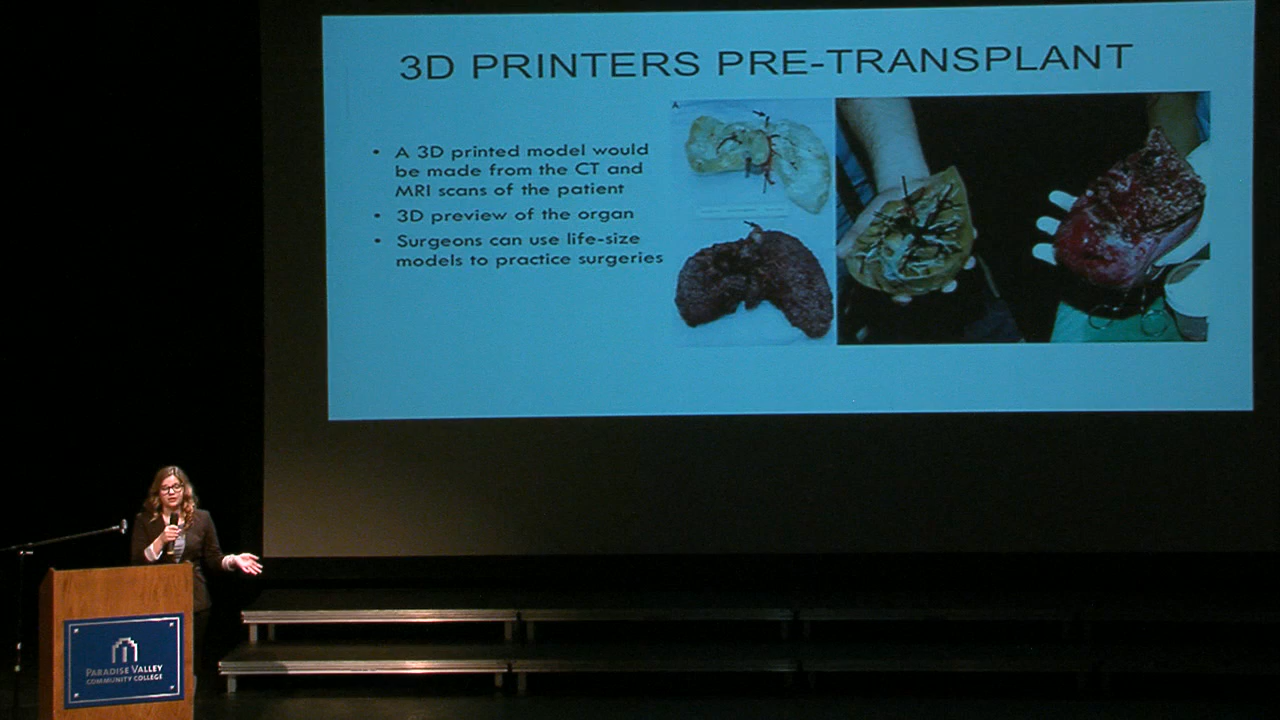 3D PRINTERS PRE-TRANSPLANT
• A 3D printed model would
be made from the CT and
MRI scans of the patient
• 3D preview of the organ
• Surgeons can use life-size
models to practice surgeries
A
PARADISE VALLEY
COMMUNITY COLLEGE